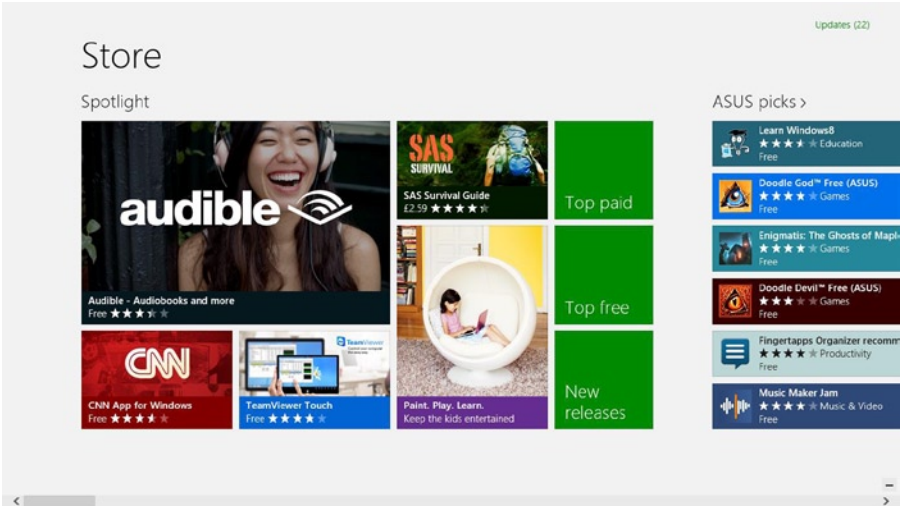 Updates (22)
Store
Spotlight
audible
Audible - Audiobooks and more
Free
SAS
SURVIVAL
SAS Survival Guide
£2.59
Top paid
CNN
CNN App for Windows
Free
TeamViewer
TeamViewer Touch
Free
Paint. Play. Learn.
Keep the kids entertained
Top free
New
releases
ASUS picks >
Learn Windows8
Education
Free
Doodle God™ Free (ASUS)
Games
Free
Enigmatis: The Ghosts of Mapl
Games
Free
Doodle Devil™ Free (ASUS)
Games
Free
Fingertapps Organizer recomm
Productivity
Free
Music Maker Jam
Music & Video
Free